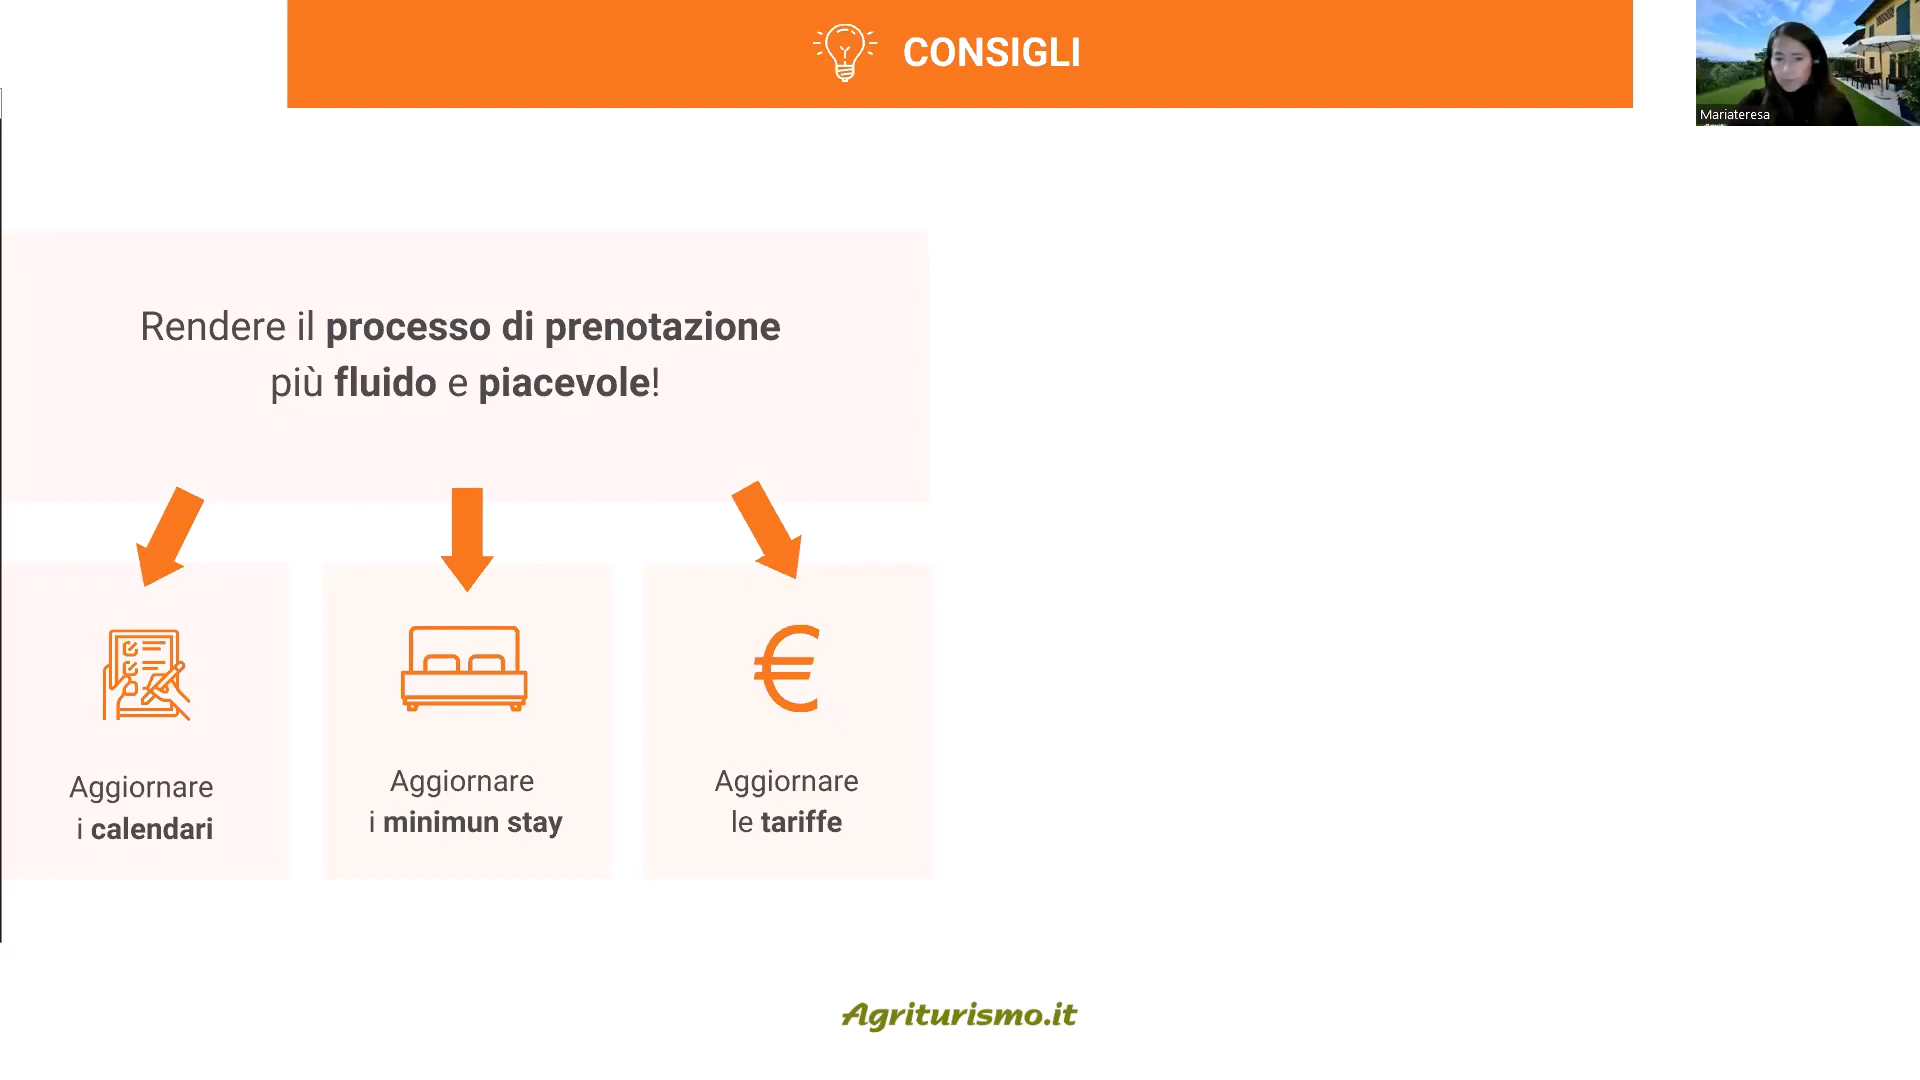 CONSIGLI
Mariateresa
Rendere il processo di prenotazione
più fluido e piacevole!
Aggiornare
i calendari
Aggiornare
i minimun stay
€
Aggiornare
le tariffe
Agriturismo.it